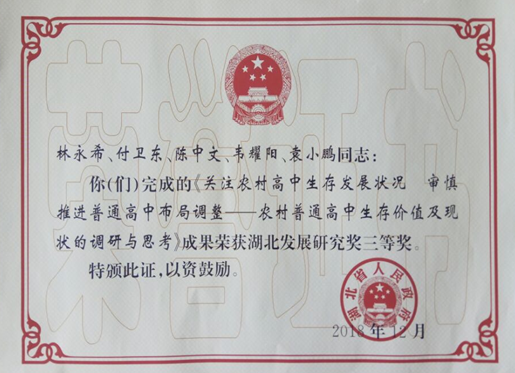 林永希、付卫东、陈中文、韦耀阳、袁小鹏同志：
你(们)完成的《关注农村高中生存发展状况　审慎
推进普通高中布局调整——农村普通高中生存价值及现
状的调研与思考》成果荣获湖北发展研究奖三等奖。
特颁此证,以资鼓励。
湖北省人民政府
2018年12月